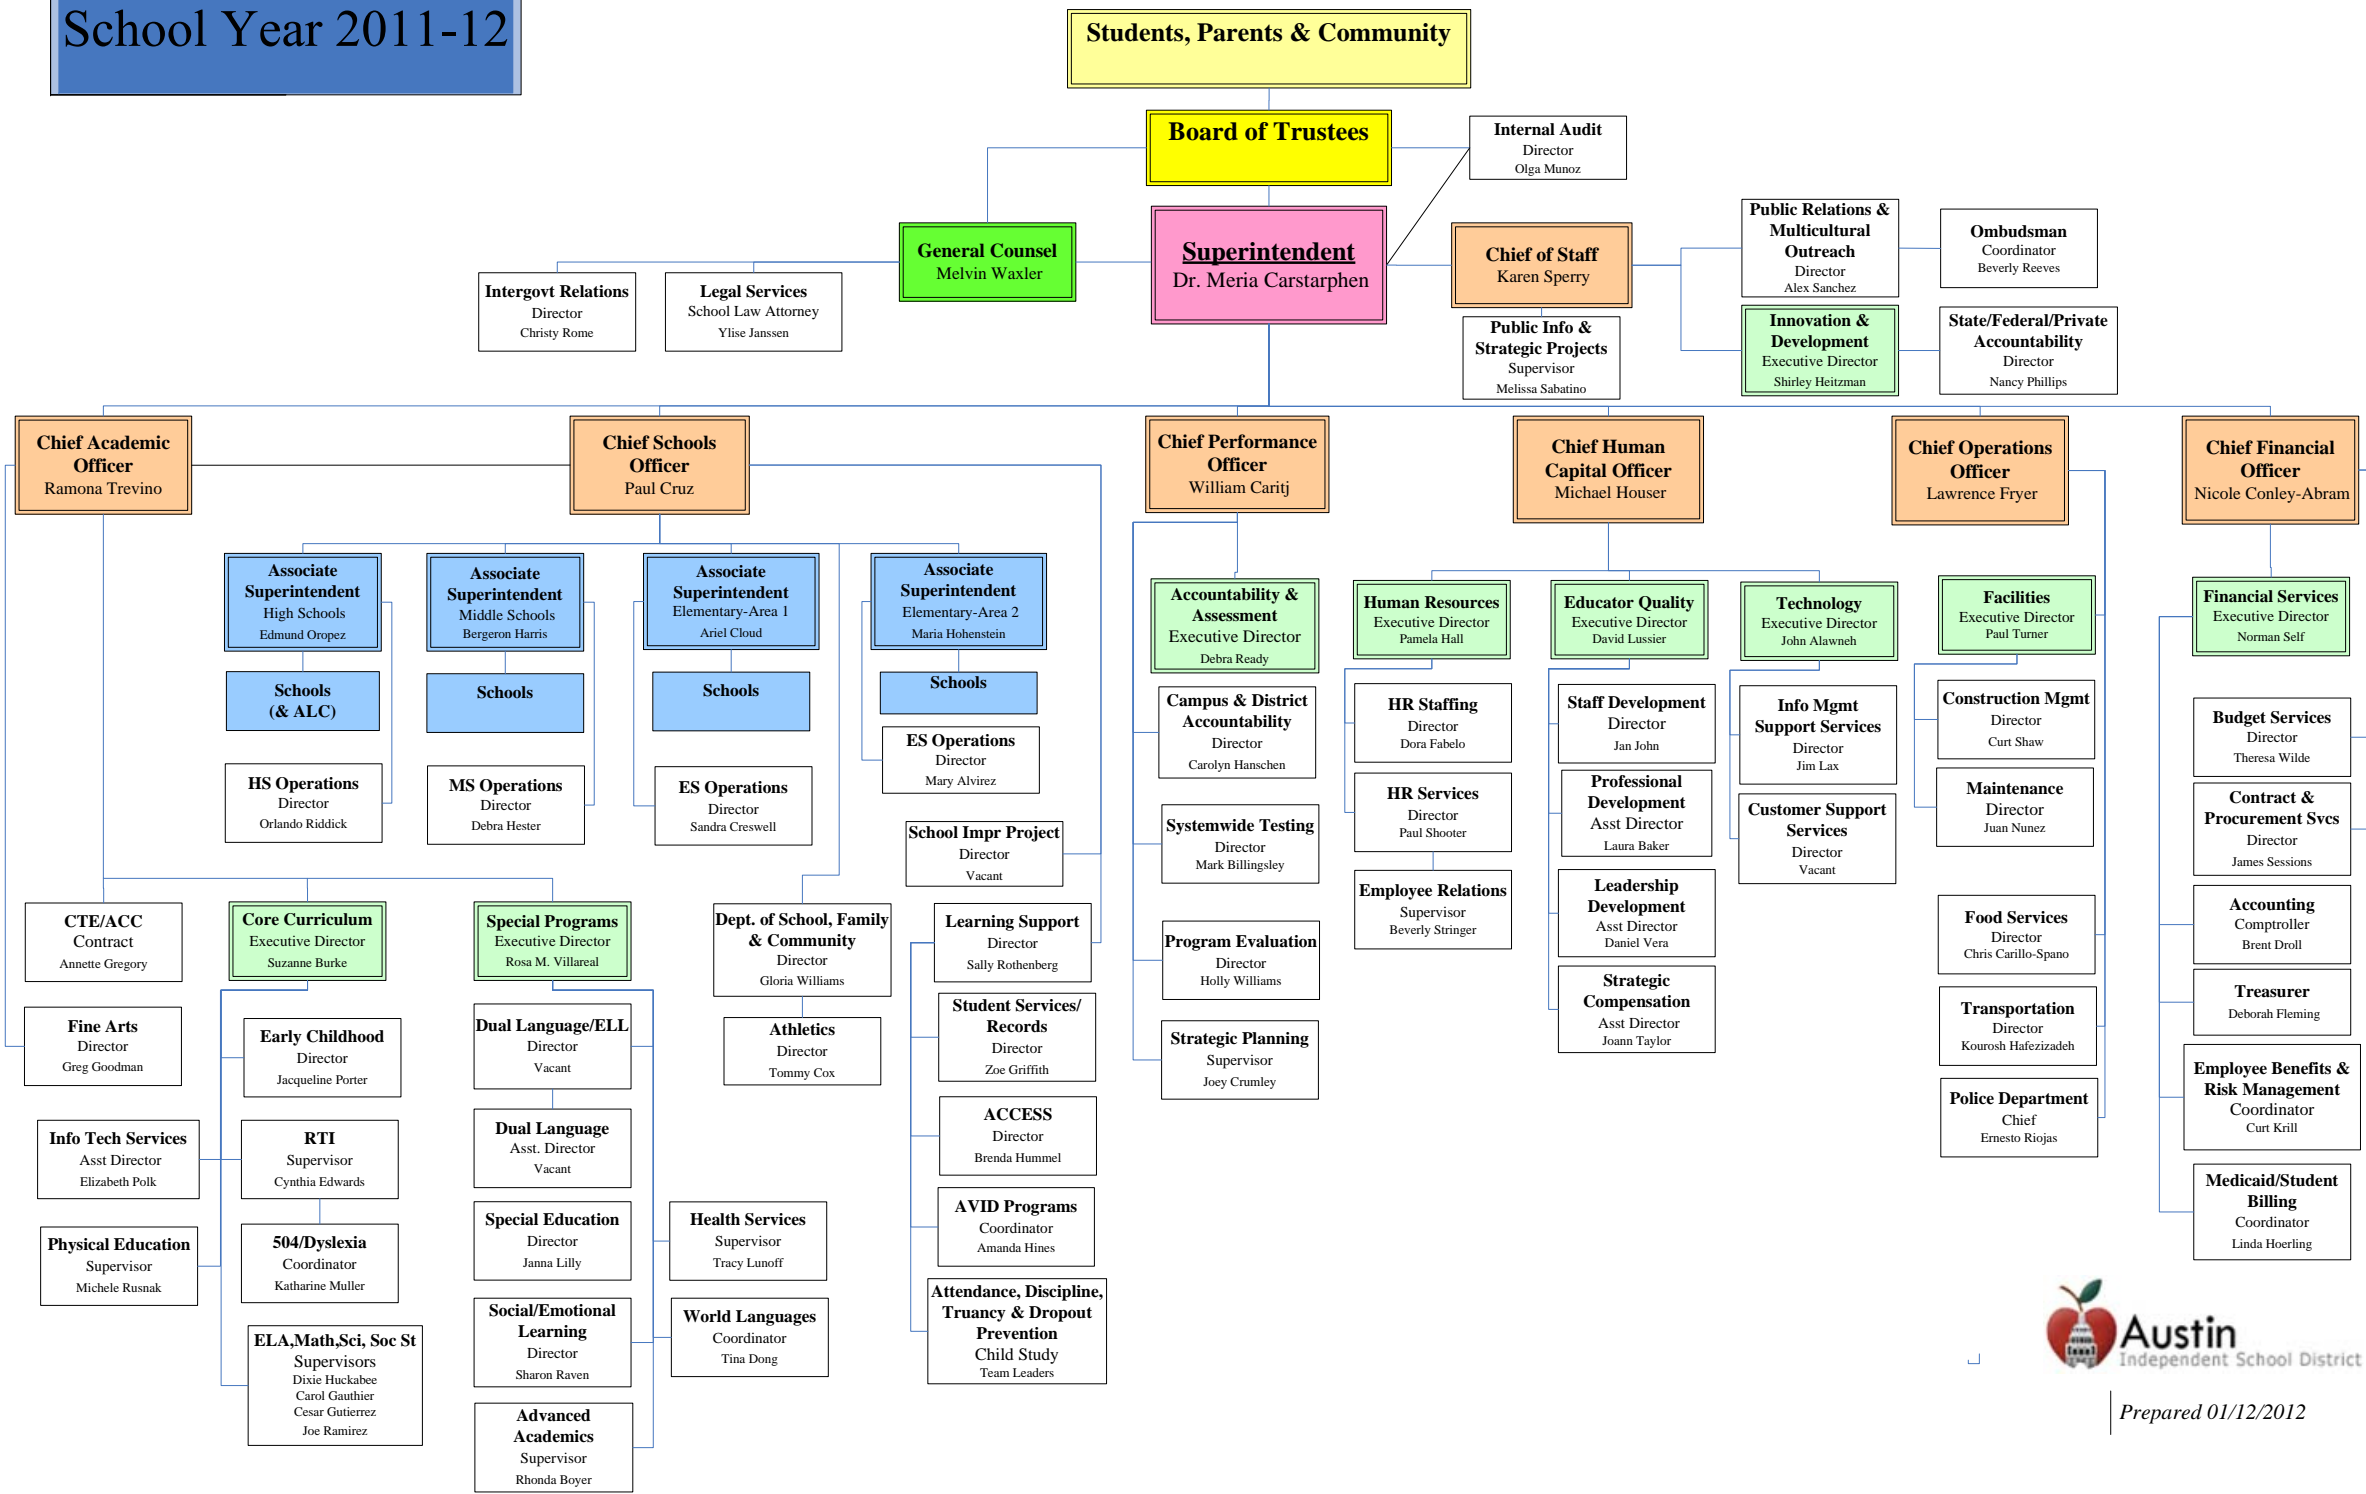 School Year 2011-12
Students, Parents & Community
Board of Trustees
Internal Audit
Director
Olga Munoz
General Counsel
Melvin Waxler
Superintendent
Dr. Meria Carstarphen
Chief of Staff
Karen Sperry
Public Relations &
Multicultural
Outreach
Director
Alex Sanchez
Ombudsman
Coordinator
Beverly Reeves
Intergovt Relations
Director
Christy Rome
Legal Services
School Law Attorney
Ylise Janssen
Public Info &
Strategic Projects
Supervisor
Melissa Sabatino
Innovation &
Development
Executive Director
Shirley Heitzman
State/Federal/Private
Accountability
Director
Nancy Phillips
Chief Academic
Officer
Ramona Trevino
Chief Schools
Officer
Paul Cruz
Chief Performance
Officer
William Caritj
Chief Human
Capital Officer
Michael Houser
Chief Operations
Officer
Lawrence Fryer
Chief Financial
Officer
Nicole Conley-Abram
Associate
Superintendent
High Schools
Edmund Oropez
Associate
Superintendent
Middle Schools
Bergeron Harris
Associate
Superintendent
Elementary-Area 1
Ariel Cloud
Associate
Superintendent
Elementary-Area 2
Maria Hohenstein
Accountability &
Assessment
Executive Director
Debra Ready
Human Resources
Executive Director
Pamela Hall
Educator Quality
Executive Director
David Lussier
Technology
Executive Director
John Alawneh
Facilities
Executive Director
Paul Turner
Financial Services
Executive Director
Norman Self
Schools
(& ALC)
Schools
Schools
Schools
HS Operations
Director
Orlando Riddick
MS Operations
Director
Debra Hester
ES Operations
Director
Sandra Creswell
ES Operations
Director
Mary Alvirez
Campus & District
Accountability
Director
Carolyn Hanschen
HR Staffing
Director
Dora Fabelo
Staff Development
Director
Jan John
Info Mgmt
Support Services
Director
Jim Lax
Construction Mgmt
Director
Curt Shaw
Budget Services
Director
Theresa Wilde
School Impr Project
Director
Vacant
Systemwide Testing
Director
Mark Billingsley
HR Services
Director
Paul Shooter
Professional
Development
Asst Director
Laura Baker
Customer Support
Services
Director
Vacant
Maintenance
Director
Juan Nunez
Contract &
Procurement Svcs
Director
James Sessions
CTE/ACC
Contract
Annette Gregory
Core Curriculum
Executive Director
Suzanne Burke
Special Programs
Executive Director
Rosa M. Villareal
Dept. of School, Family
& Community
Director
Gloria Williams
Learning Support
Director
Sally Rothenberg
Program Evaluation
Director
Holly Williams
Employee Relations
Supervisor
Beverly Stringer
Leadership
Development
Asst Director
Daniel Vera
Food Services
Director
Chris Carillo-Spano
Accounting
Comptroller
Brent Droll
Fine Arts
Director
Greg Goodman
Early Childhood
Director
Jacqueline Porter
Dual Language/ELL
Director
Vacant
Athletics
Director
Tommy Cox
Student Services/
Records
Director
Zoe Griffith
Strategic Planning
Supervisor
Joey Crumley
Strategic
Compensation
Asst Director
Joann Taylor
Transportation
Director
Kourosh Hafezizadeh
Treasurer
Deborah Fleming
Info Tech Services
Asst Director
Elizabeth Polk
RTI
Supervisor
Cynthia Edwards
Dual Language
Asst. Director
Vacant
ACCESS
Director
Brenda Hummel
Police Department
Chief
Ernesto Riojas
Employee Benefits &
Risk Management
Coordinator
Curt Krill
Physical Education
Supervisor
Michele Rusnak
504/Dyslexia
Coordinator
Katharine Muller
Special Education
Director
Janna Lilly
Health Services
Supervisor
Tracy Lunoff
AVID Programs
Coordinator
Amanda Hines
Medicaid/Student
Billing
Coordinator
Linda Hoerling
ELA,Math,Sci, Soc St
Supervisors
Dixie Huckabee
Carol Gauthier
Cesar Gutierrez
Joe Ramirez
Social/Emotional
Learning
Director
Sharon Raven
World Languages
Coordinator
Tina Dong
Attendance, Discipline,
Truancy & Dropout
Prevention
Child Study
Team Leaders
Advanced
Academics
Supervisor
Rhonda Boyer
Austin
Independent School District
Prepared 01/12/2012